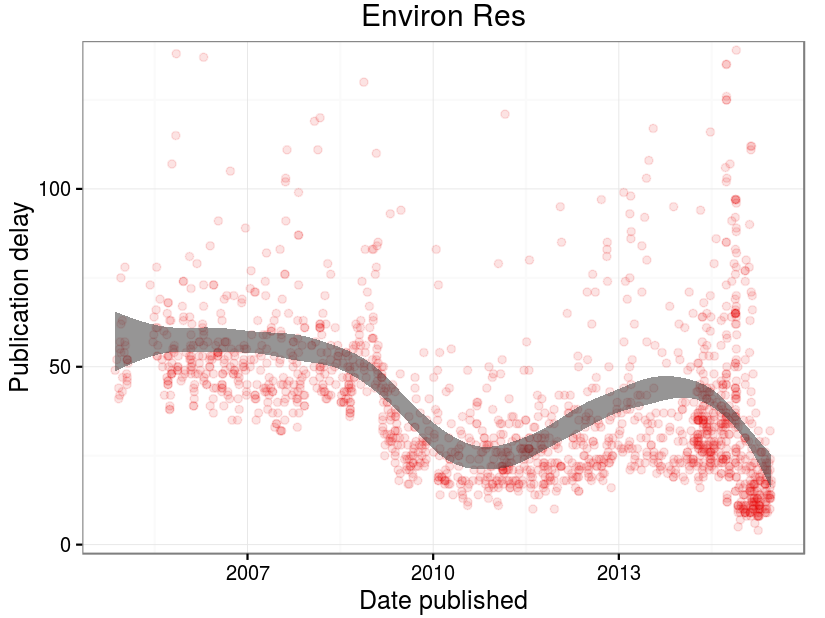 Environ Res
Publication delay
100
50
0
2007
2010
2013
Date published